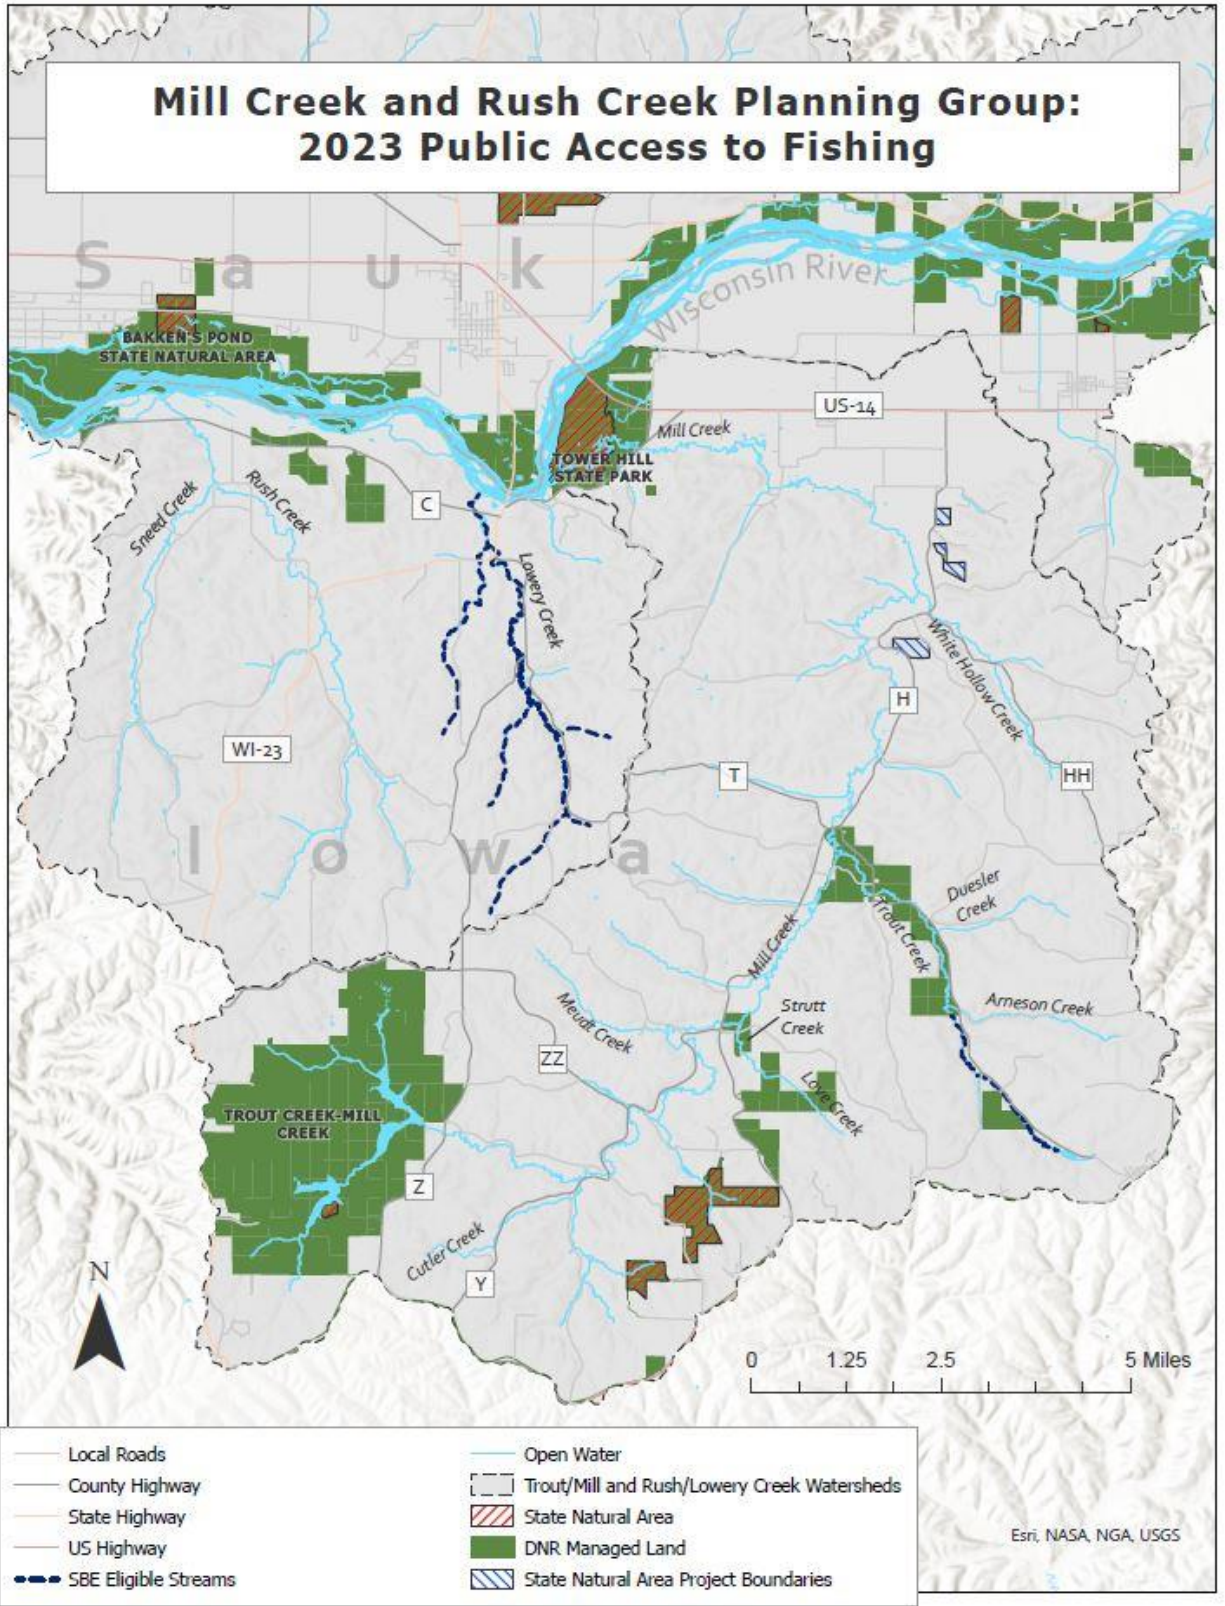 Mill Creek and Rush Creek Planning Group:
2023 Public Access to Fishing
Sauk
Wisconsin River
BAKKEN'S POND
STATE NATURAL AREA
US-14
Mill Creek
TOWER HILL
STATE PARK
C
Sneed Creek
Rush Creek
Lowery Creek
White Hollow Creek
H
WI-23
T
HH
Iowa
Duesler
Creek
Trout Creek
Mill Creek
Arneson Creek
Strutt
Creek
Meudt Creek
ZZ
Love Creek
TROUT CREEK-MILL
CREEK
Z
Cutler Creek
Y
N
0 1.25 2.5 5 Miles
Local Roads
County Highway
State Highway
US Highway
SBE Eligible Streams
Open Water
Trout/Mill and Rush/Lowery Creek Watersheds
State Natural Area
DNR Managed Land
State Natural Area Project Boundaries
Esri, NASA, NGA, USGS